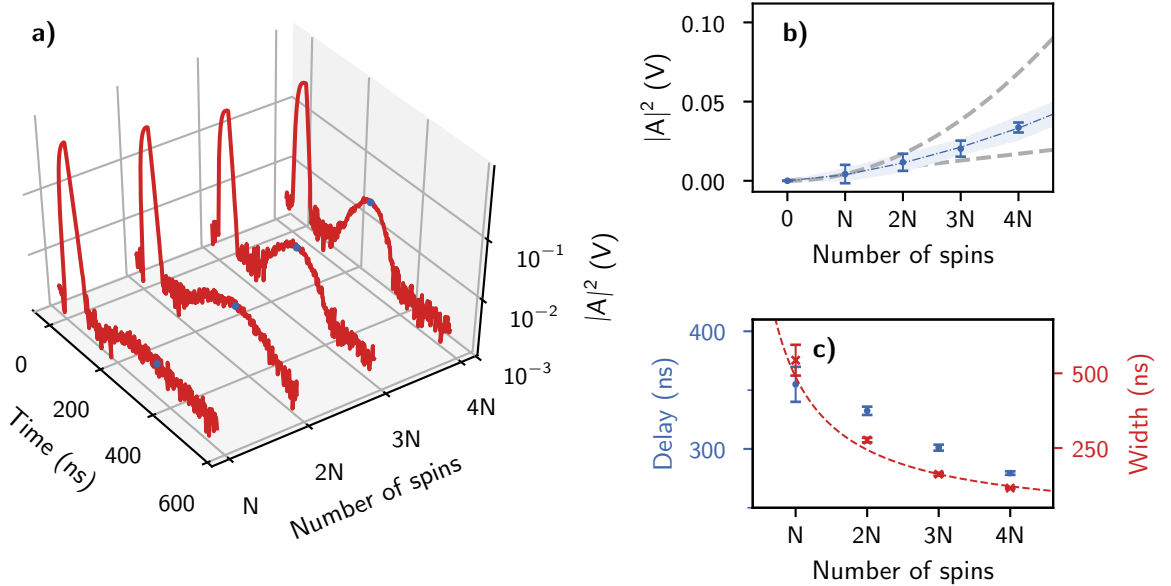 a)
10⁻¹
10⁻²
10⁻³
|A|² (V)
0
200
400
600
Time (ns)
N
2N
3N
4N
Number of spins
b)
0.10
0.05
0.00
|A|² (V)
0
N
2N
3N
4N
Number of spins
c)
400
300
Delay (ns)
500
250
Width (ns)
N
2N
3N
4N
Number of spins